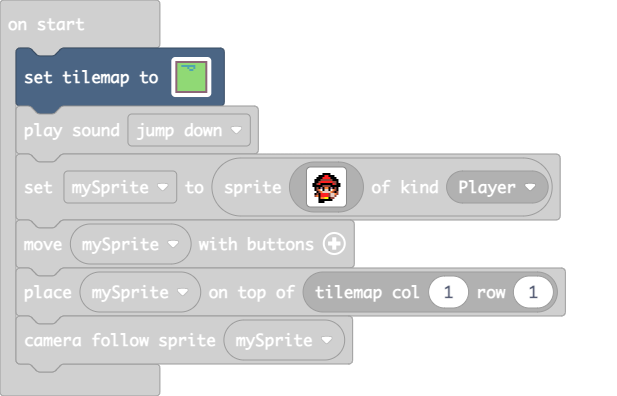 on start
set tilemap to
play sound jump down
set mySprite to sprite of kind Player
move mySprite with buttons
place mySprite on top of tilemap col 1 row 1
camera follow sprite mySprite